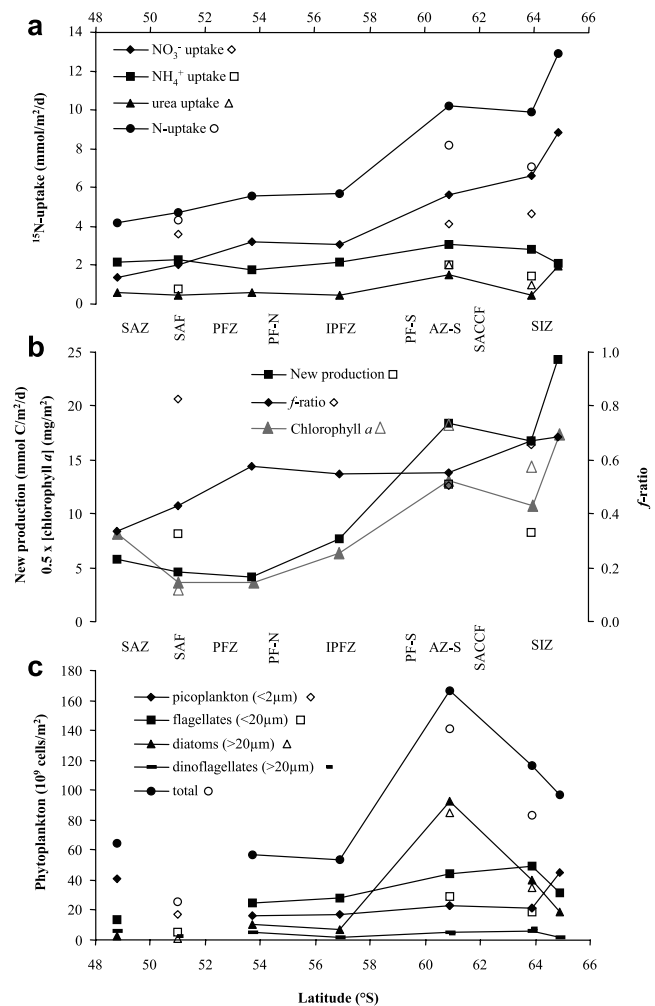 a
48 50 52 54 56 58 60 62 64 66
14
12
10
8
6
4
2
0
¹⁵N-uptake (mmol/m²/d)
NO₃⁻ uptake
NH₄⁺ uptake
urea uptake
N-uptake
SAZ SAF PFZ PF-N IPFZ PF-S AZ-S SACCF SIZ
b
25
20
15
10
5
0
New production (mmol C/m²/d)
0.5 x [chlorophyll a] (mg/m²)
New production
f-ratio
Chlorophyll a
1.0
0.8
0.6
0.4
0.2
0.0
f-ratio
SAZ SAF PFZ PF-N IPFZ PF-S AZ-S SACCF SIZ
c
180
160
140
120
100
80
60
40
20
0
Phytoplankton (10⁹ cells/m²)
picoplankton (<2µm)
flagellates (<20µm)
diatoms (>20µm)
dinoflagellates (>20µm)
total
48 50 52 54 56 58 60 62 64 66
Latitude (°S)